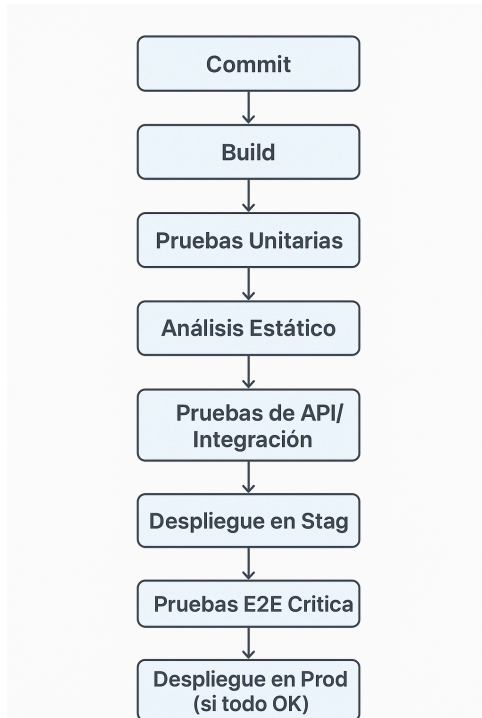 Commit
Build
Pruebas Unitarias
Análisis Estático
Pruebas de API/
Integración
Despliegue en Stag
Pruebas E2E Critica
Despliegue en Prod
(si todo OK)